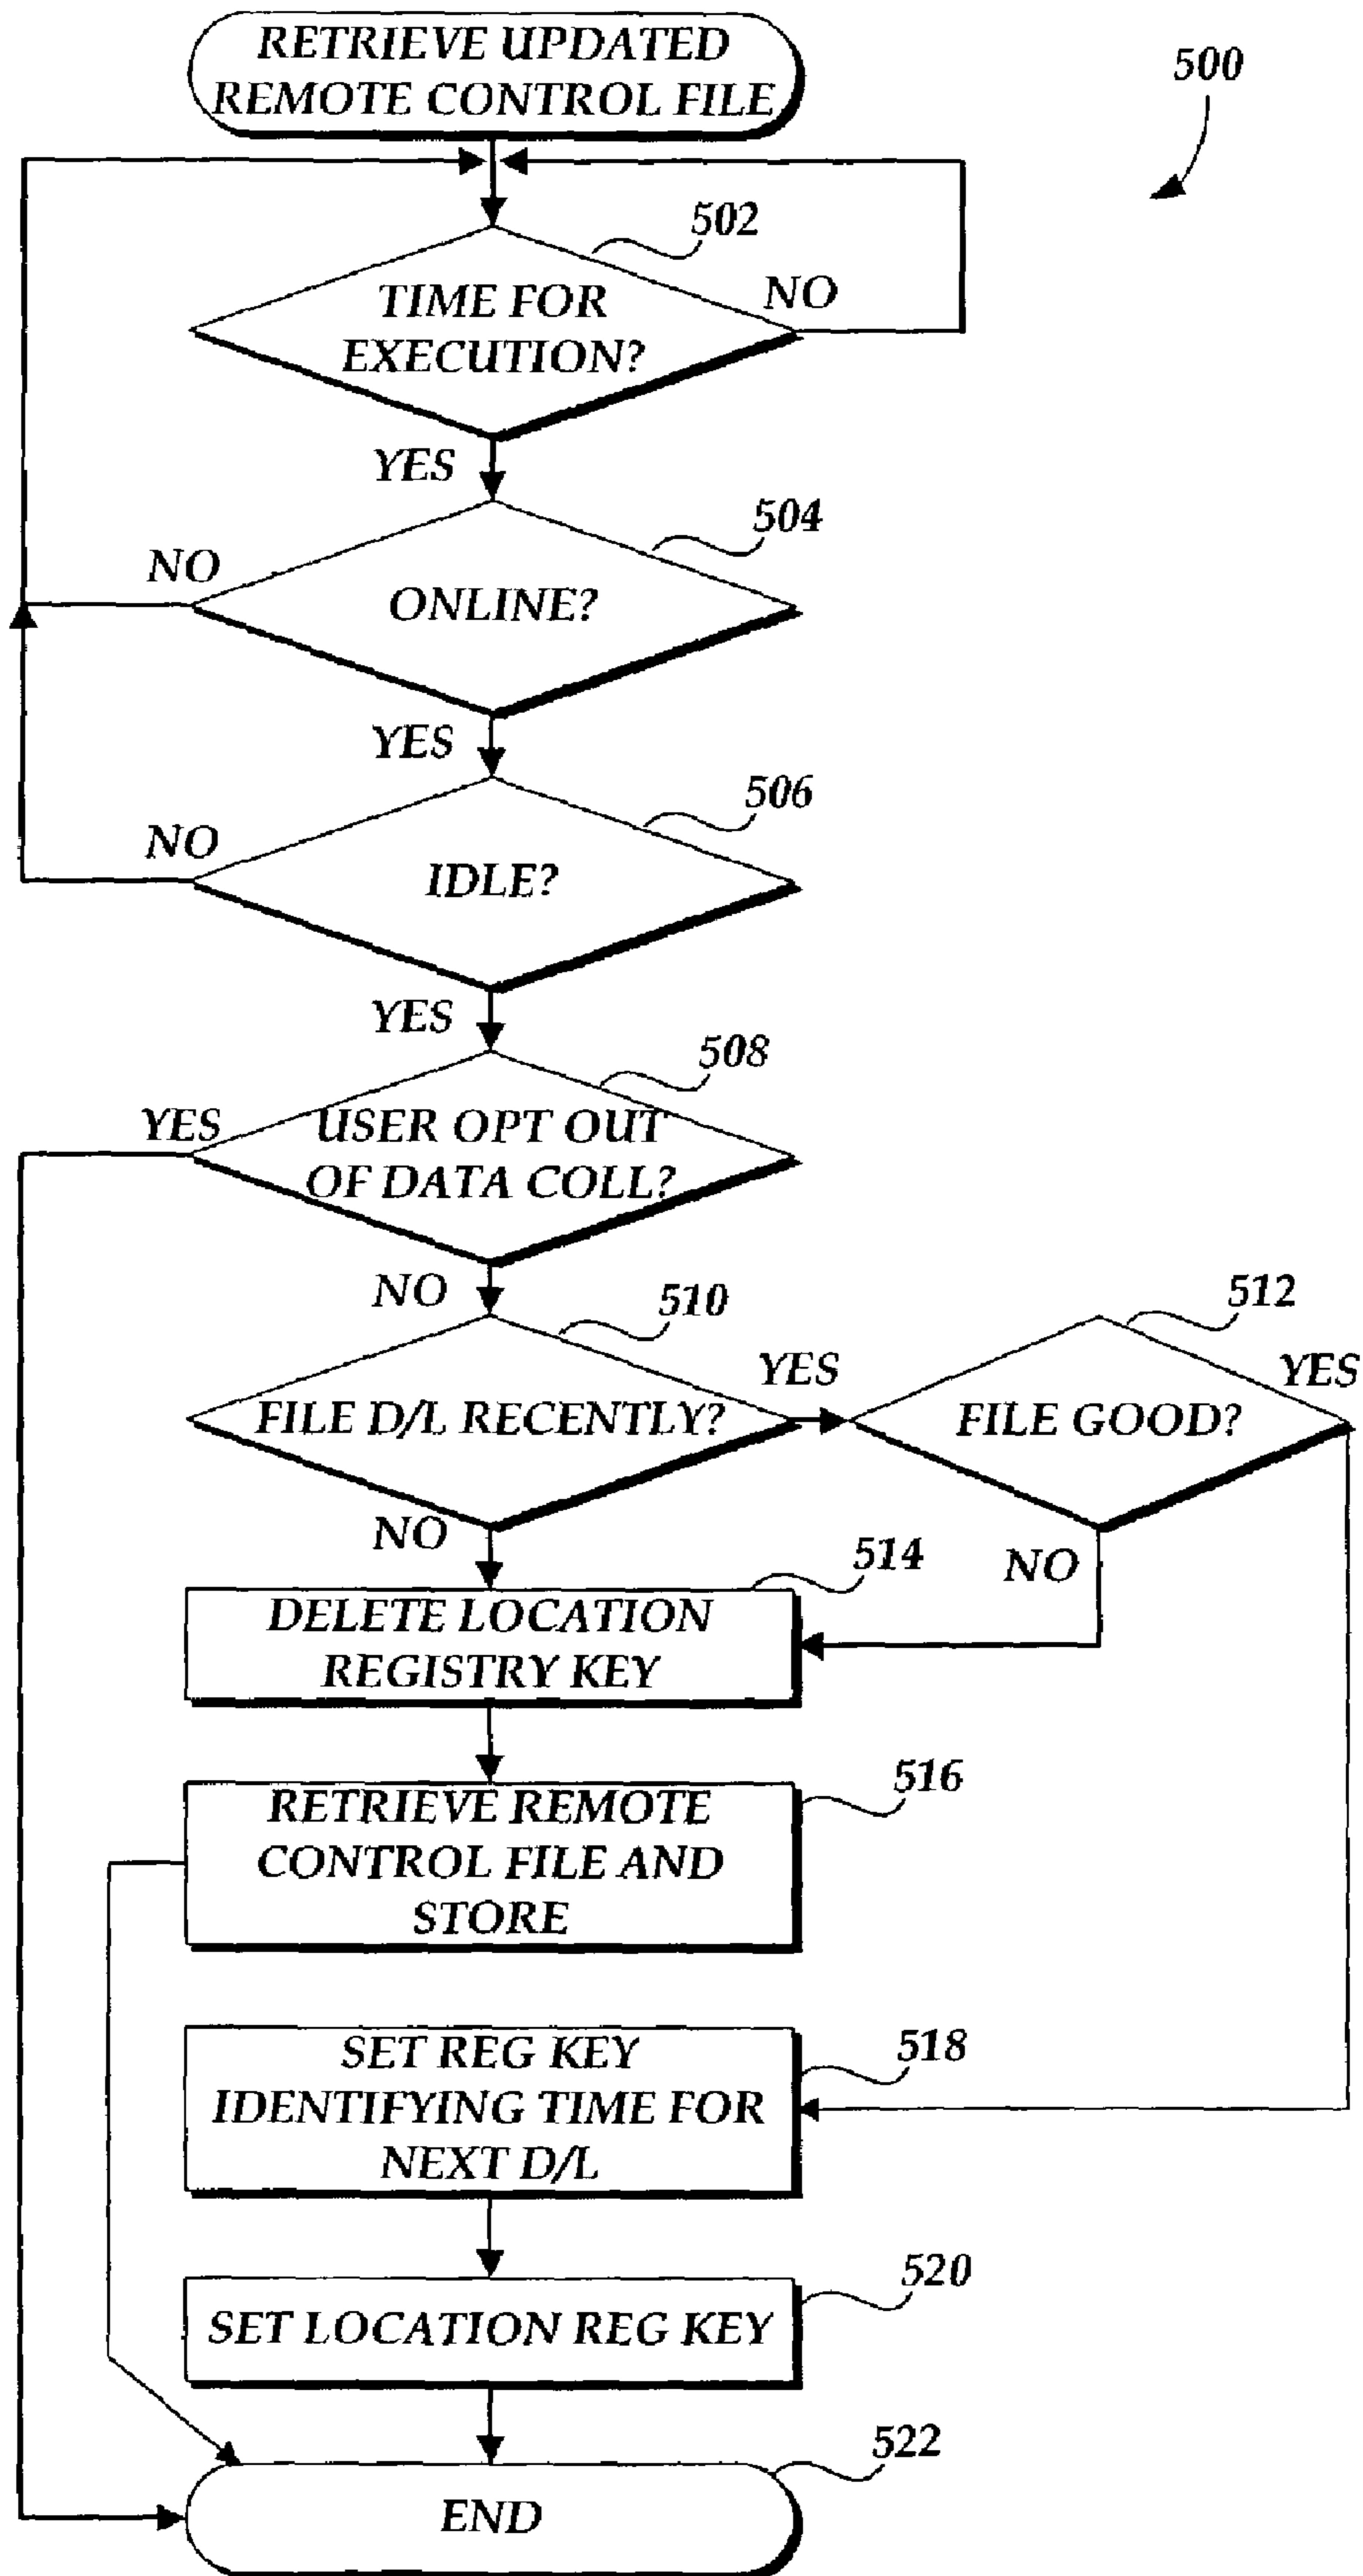 RETRIEVE UPDATED
REMOTE CONTROL FILE
500
502
TIME FOR
EXECUTION?
NO
YES
504
NO
ONLINE?
YES
506
NO
IDLE?
YES
508
YES
USER OPT OUT
OF DATA COLL?
NO
510
512
YES
YES
FILE D/L RECENTLY?
FILE GOOD?
NO
514
NO
DELETE LOCATION
REGISTRY KEY
516
RETRIEVE REMOTE
CONTROL FILE AND
STORE
518
SET REG KEY
IDENTIFYING TIME FOR
NEXT D/L
520
SET LOCATION REG KEY
522
END